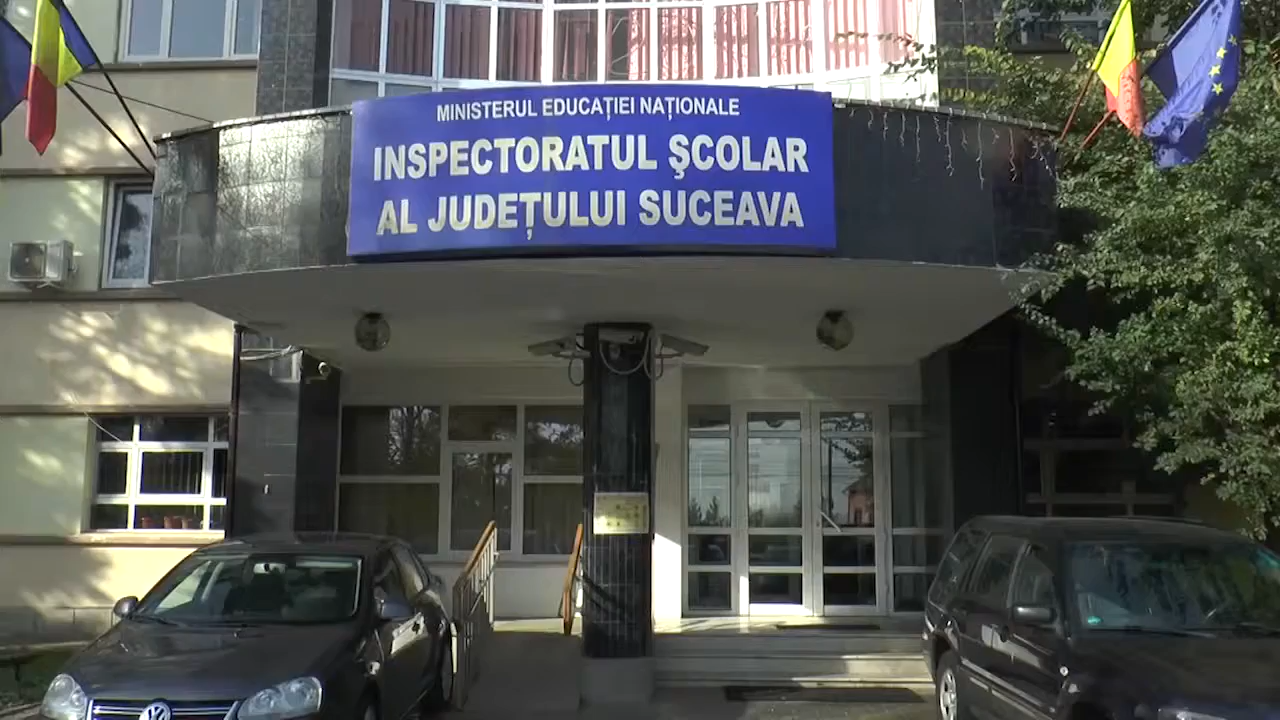 MINISTERUL EDUCAȚIEI NAȚIONALE
INSPECTORATUL ŞCOLAR
AL JUDEȚULUI SUCEAVA